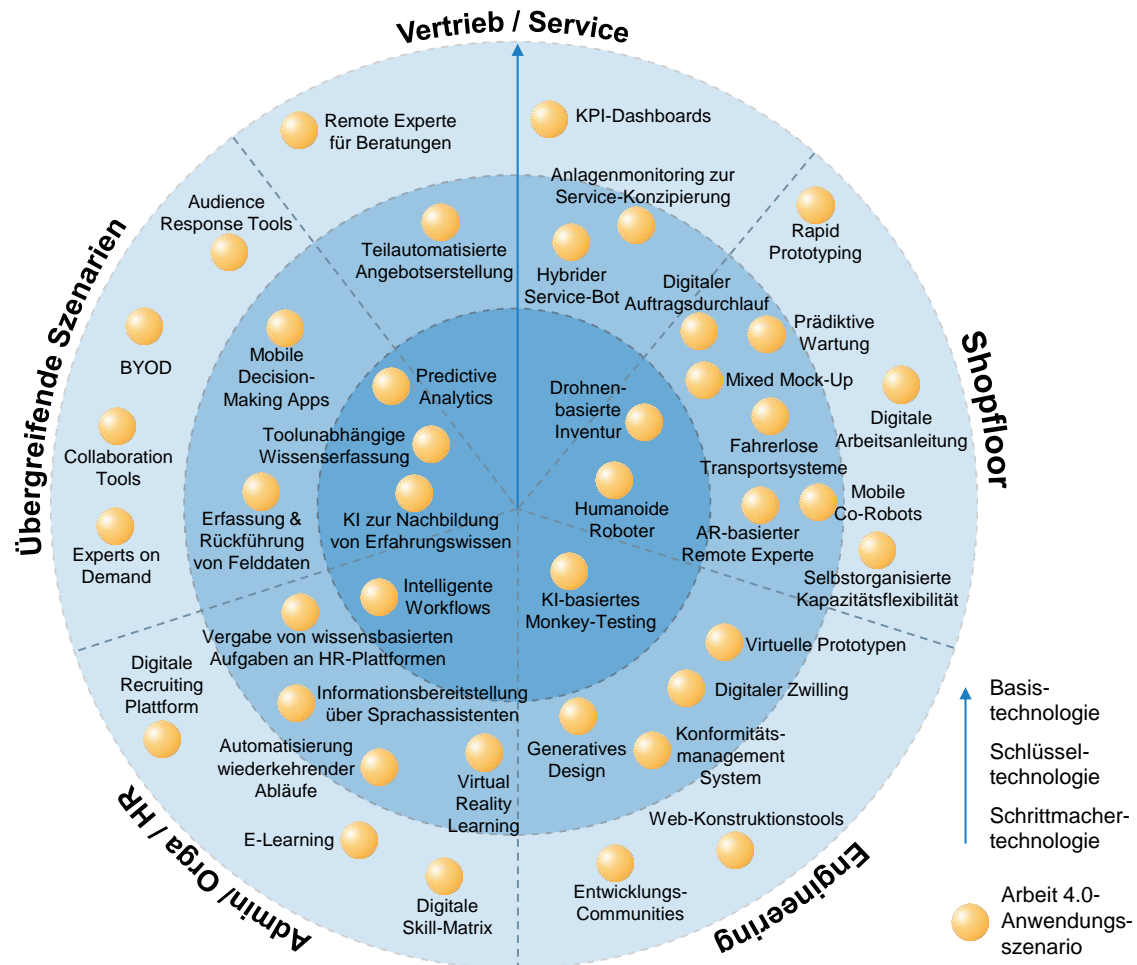 Vertrieb / Service
Remote Experte
für Beratungen
KPI-Dashboards
Anlagenmonitoring zur
Service-Konzipierung
Audience
Response Tools
Rapid
Prototyping
Teilautomatisierte
Angebotserstellung
Hybrider
Service-Bot
Digitaler
Auftragsdurchlauf
Übergreifende Szenarien
Shopfloor
BYOD
Mobile
Decision-
Making Apps
Prädiktive
Wartung
Predictive
Analytics
Drohnen-
basierte
Inventur
Mixed Mock-Up
Digitale
Arbeitsanleitung
Toolunabhängige
Wissenserfassung
Fahrerlose
Transportsysteme
Collaboration
Tools
Mobile
Co-Robots
Erfassung &
Rückführung
von Felddaten
KI zur Nachbildung
von Erfahrungswissen
Humanoide
Roboter
AR-basierter
Remote Experte
Experts on
Demand
Selbstorganisierte
Kapazitätsflexibilität
Intelligente
Workflows
KI-basiertes
Monkey-Testing
Vergabe von wissensbasierten
Aufgaben an HR-Plattformen
Virtuelle Prototypen
Digitale
Recruiting
Plattform
Informationsbereitstellung
über Sprachassistenten
Digitaler Zwilling
Automatisierung
wiederkehrender
Abläufe
Virtual
Reality
Learning
Generatives
Design
Konformitäts-
management
System
E-Learning
Web-Konstruktionstools
Digitale
Skill-Matrix
Entwicklungs-
Communities
Admin/ Orga / HR
Engineering
Basis-
technologie
Schlüssel-
technologie
Schrittmacher-
technologie
Arbeit 4.0-
Anwendungs-
szenario